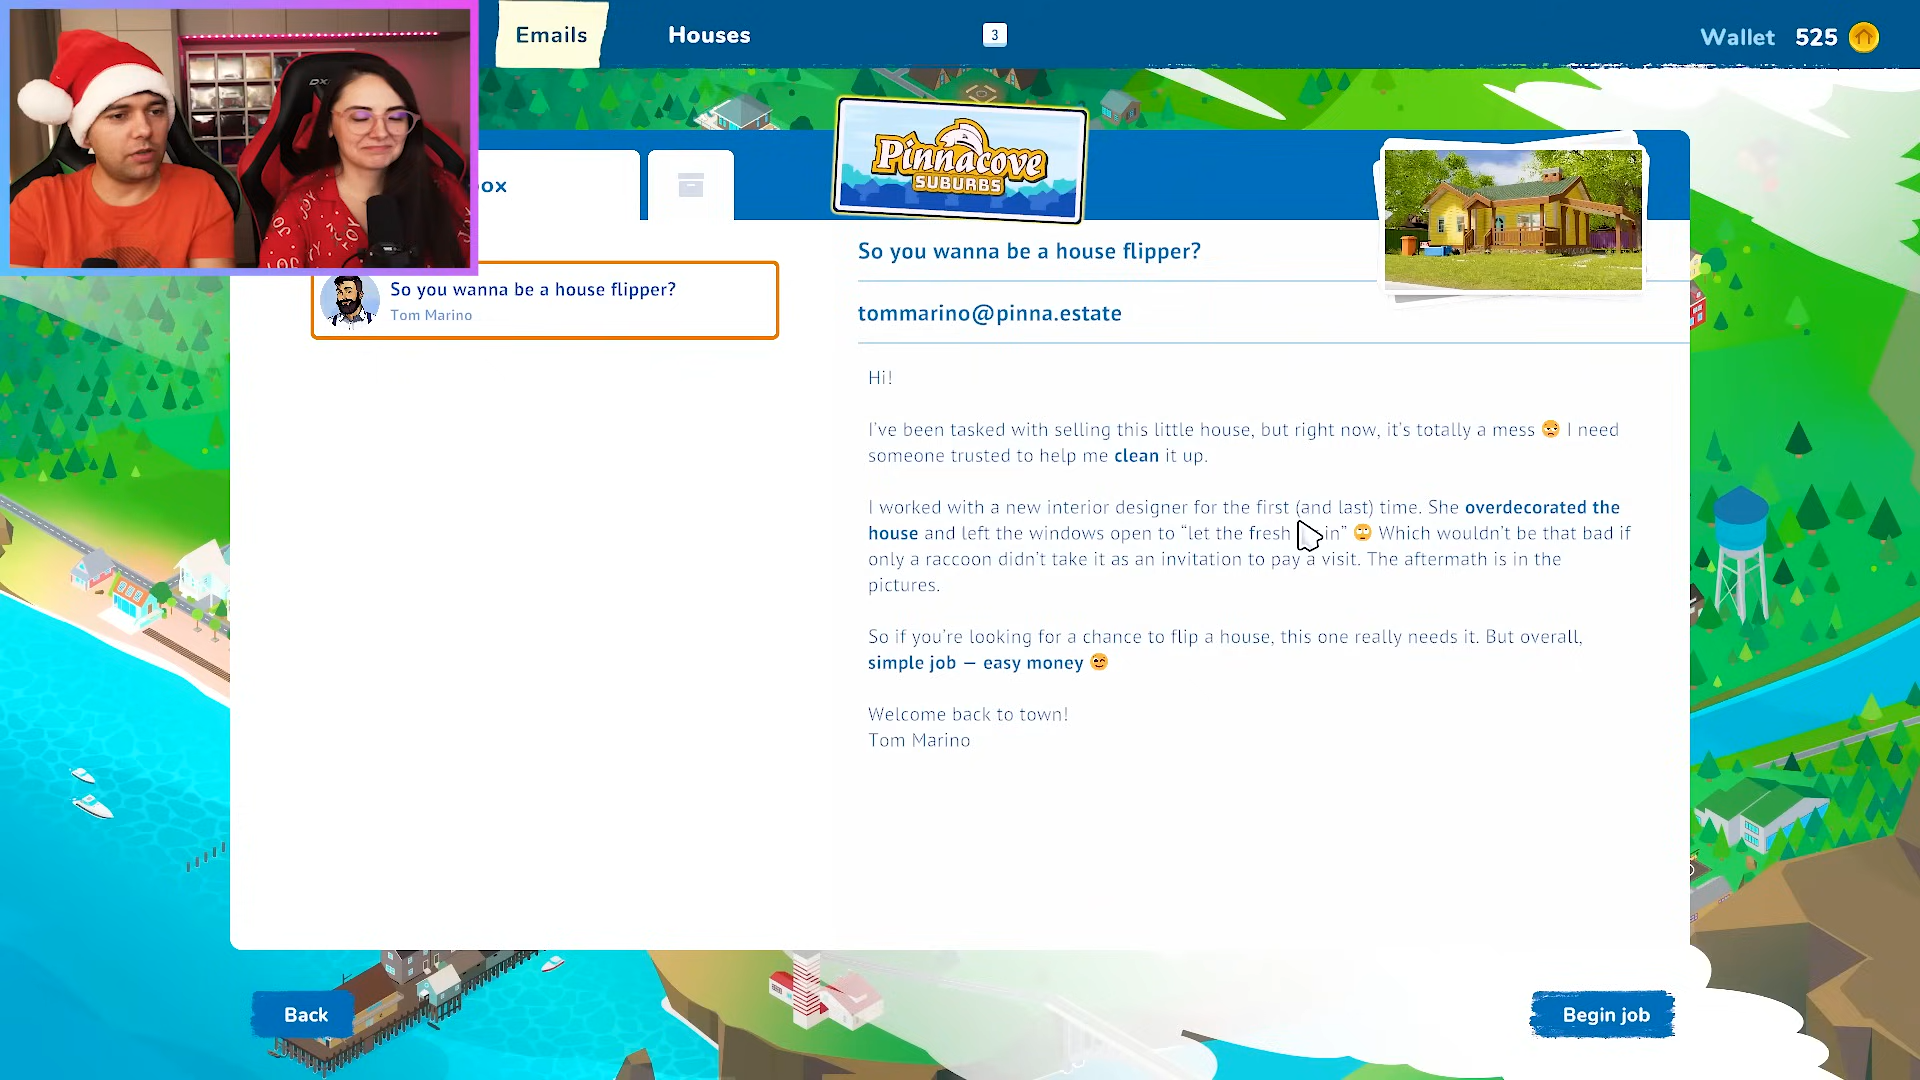 Emails
Houses
3
Wallet 525
DX
JOY
JOY
ox
Pinnacove
SUBURBS
So you wanna be a house flipper?
Tom Marino
So you wanna be a house flipper?
tommarino@pinna.estate
Hi!
I've been tasked with selling this little house, but right now, it's totally a mess 😠 I need
someone trusted to help me clean it up.
I worked with a new interior designer for the first (and last) time. She overdecorated the
house and left the windows open to “let the fresh in” 🙄 Which wouldn't be that bad if
only a raccoon didn't take it as an invitation to pay a visit. The aftermath is in the
pictures.
So if you're looking for a chance to flip a house, this one really needs it. But overall,
simple job — easy money 😊
Welcome back to town!
Tom Marino
Back
Begin job